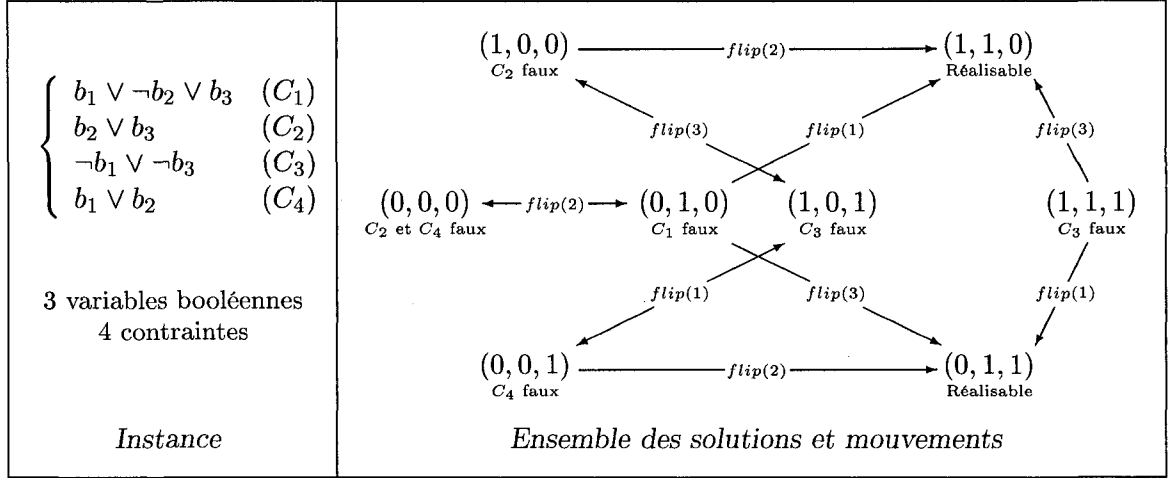 b₁ ∨ ¬b₂ ∨ b₃ (C₁)
b₂ ∨ b₃ (C₂)
¬b₁ ∨ ¬b₃ (C₃)
b₁ ∨ b₂ (C₄)
3 variables booléennes
4 contraintes
Instance
(1, 0, 0) flip(2) (1, 1, 0)
C₂ faux Réalisable
flip(3) flip(1) flip(3)
(0, 0, 0) flip(2) (0, 1, 0) (1, 0, 1) (1, 1, 1)
C₂ et C₄ faux C₁ faux C₃ faux C₃ faux
flip(1) flip(3) flip(1)
(0, 0, 1) flip(2) (0, 1, 1)
C₄ faux Réalisable
Ensemble des solutions et mouvements